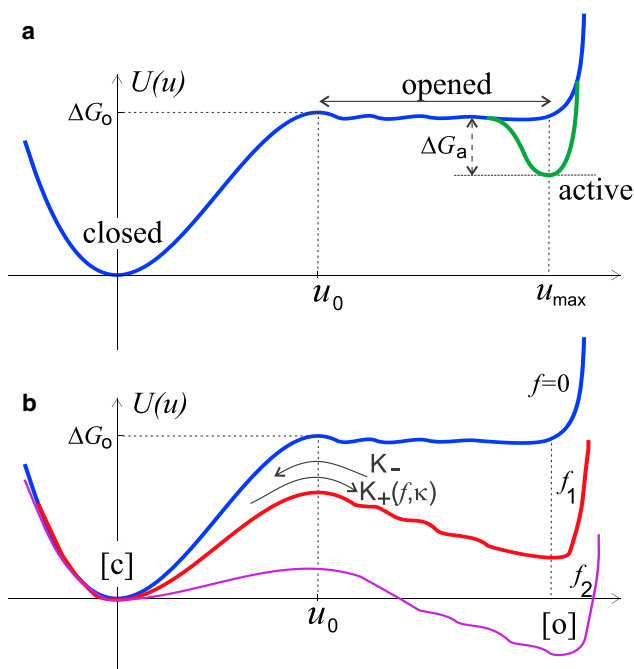 a
U(u)
ΔGo
opened
ΔGa
active
closed
u0
umax
b
U(u)
f=0
ΔGo
K-
K+(f,κ)
f1
[c]
f2
u0
[o]